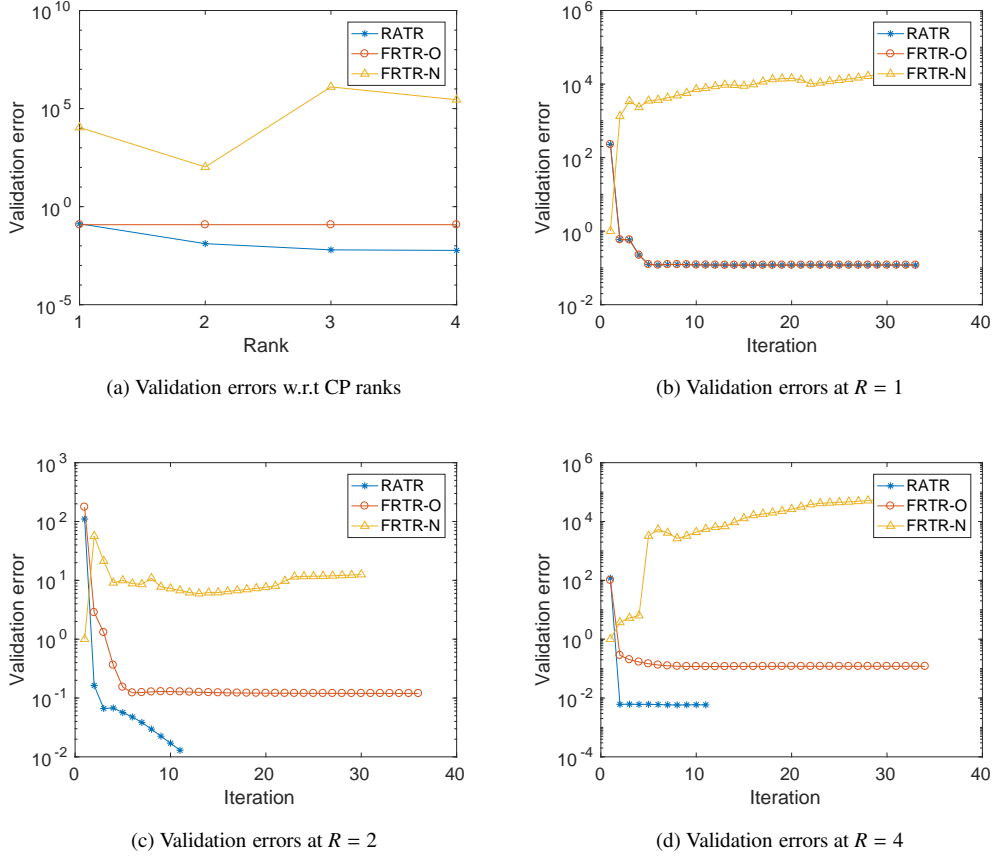 10^10
10^5
10^0
10^-5
Validation error
1
2
3
4
Rank
RATR
FRTR-O
FRTR-N
(a) Validation errors w.r.t CP ranks
10^6
10^4
10^2
10^0
10^-2
Validation error
0
10
20
30
40
Iteration
RATR
FRTR-O
FRTR-N
(b) Validation errors at R = 1
10^3
10^2
10^1
10^0
10^-1
10^-2
Validation error
0
10
20
30
40
Iteration
RATR
FRTR-O
FRTR-N
(c) Validation errors at R = 2
10^6
10^4
10^2
10^0
10^-2
10^-4
Validation error
0
10
20
30
40
Iteration
RATR
FRTR-O
FRTR-N
(d) Validation errors at R = 4